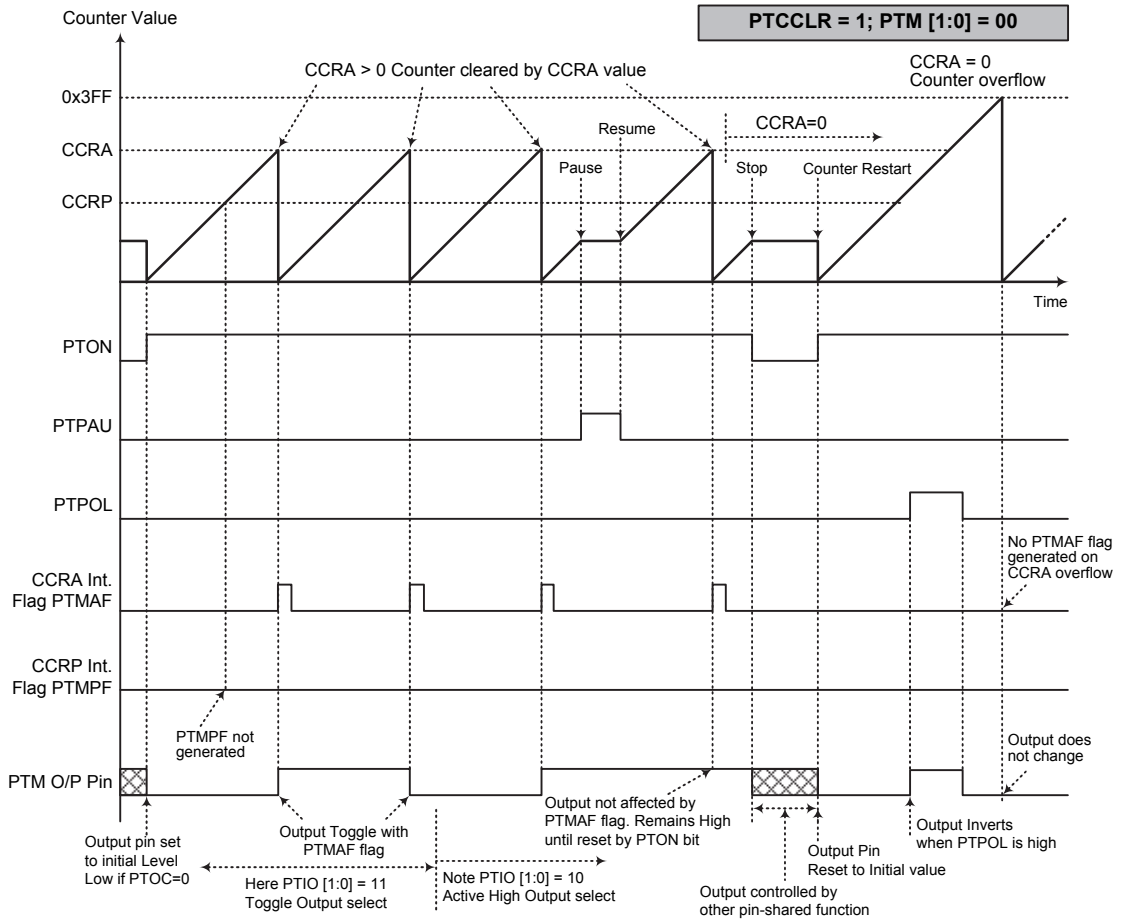 Counter Value
PTCCLR = 1; PTM [1:0] = 00
CCRA > 0 Counter cleared by CCRA value
CCRA = 0
Counter overflow
0x3FF
Resume
CCRA=0
CCRA
Pause
Stop
Counter Restart
CCRP
Time
PTON
PTPAU
PTPOL
No PTMAF flag
generated on
CCRA overflow
CCRA Int.
Flag PTMAF
CCRP Int.
Flag PTMPF
PTMPF not
generated
Output does
not change
PTM O/P Pin
Output pin set
to initial Level
Low if PTOC=0
Output Toggle with
PTMAF flag
Output not affected by
PTMAF flag. Remains High
until reset by PTON bit
Output Inverts
when PTPOL is high
Output Pin
Reset to Initial value
Here PTIO [1:0] = 11
Toggle Output select
Note PTIO [1:0] = 10
Active High Output select
Output controlled by
other pin-shared function